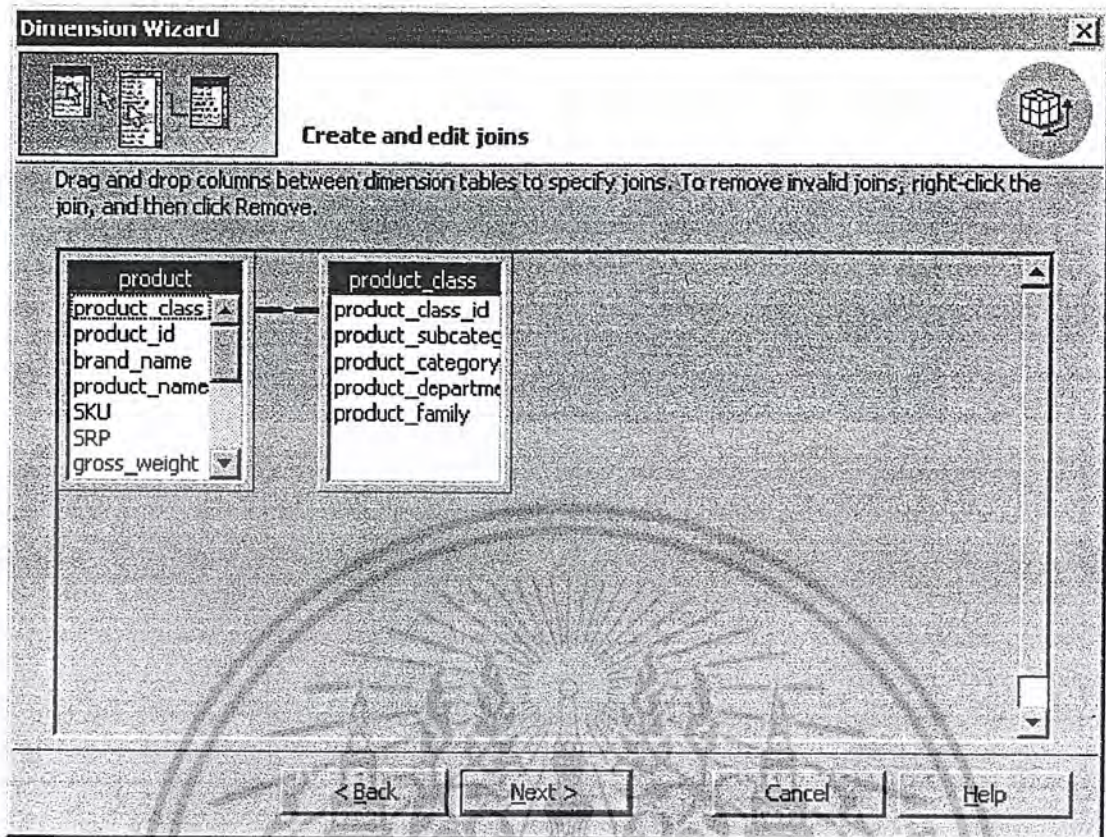 Dimension Wizard
Create and edit joins
Drag and drop columns between dimension tables to specify joins. To remove invalid joins, right-click the
join, and then click Remove.
product
product_class
product_id
brand_name
product_name
SKU
SRP
gross_weight
product_class
product_class_id
product_subcateg
product_category
product_departme
product_family
< Back
Next >
Cancel
Help